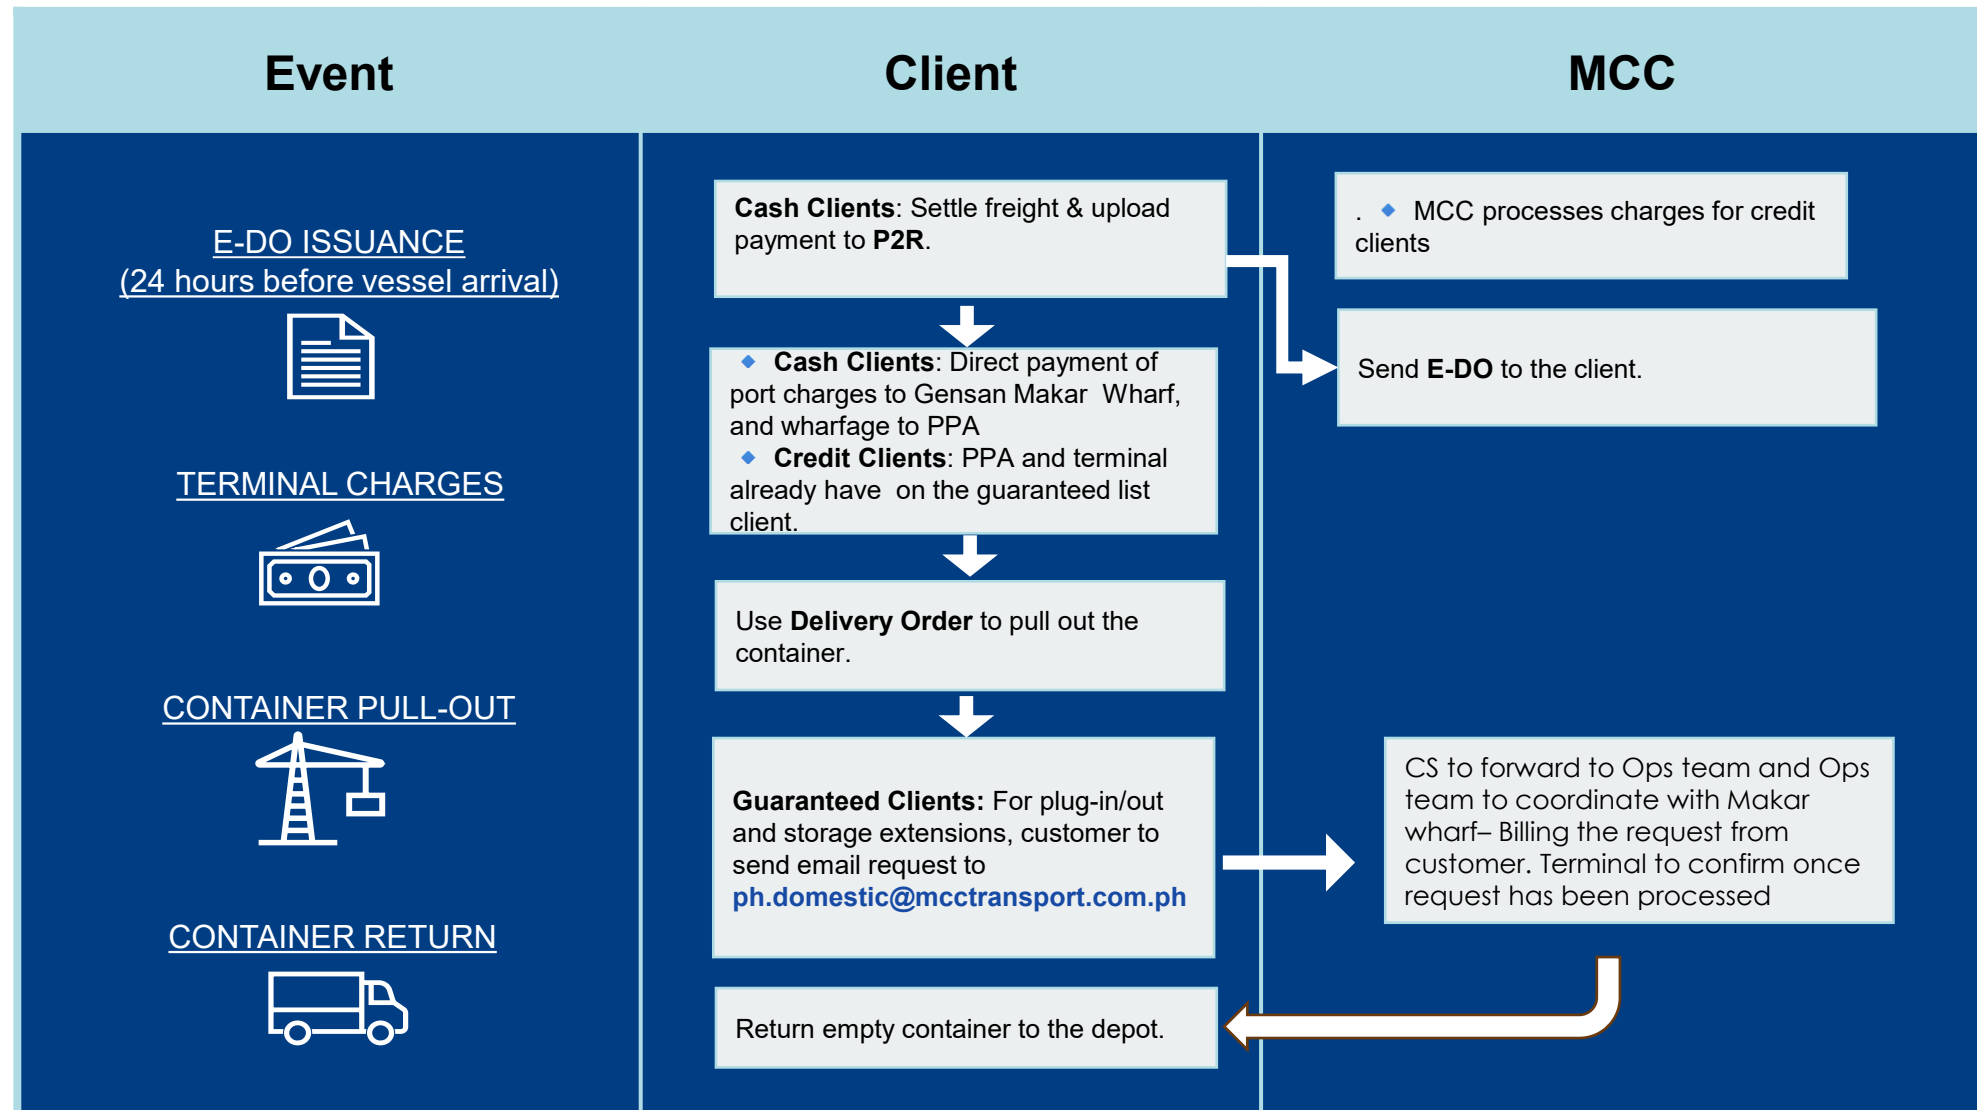 Event
Client
MCC
E-DO ISSUANCE
(24 hours before vessel arrival)
TERMINAL CHARGES
CONTAINER PULL-OUT
CONTAINER RETURN
Cash Clients: Settle freight & upload
payment to P2R.
🔹 Cash Clients: Direct payment of
port charges to Gensan Makar  Wharf,
and wharfage to PPA
🔹 Credit Clients: PPA and terminal
already have  on the guaranteed list
client.
Use Delivery Order to pull out the
container.
Guaranteed Clients: For plug-in/out
and storage extensions, customer to
send email request to
ph.domestic@mcctransport.com.ph
Return empty container to the depot.
. 🔹 MCC processes charges for credit
clients
Send E-DO to the client.
CS to forward to Ops team and Ops
team to coordinate with Makar
wharf– Billing the request from
customer. Terminal to confirm once
request has been processed